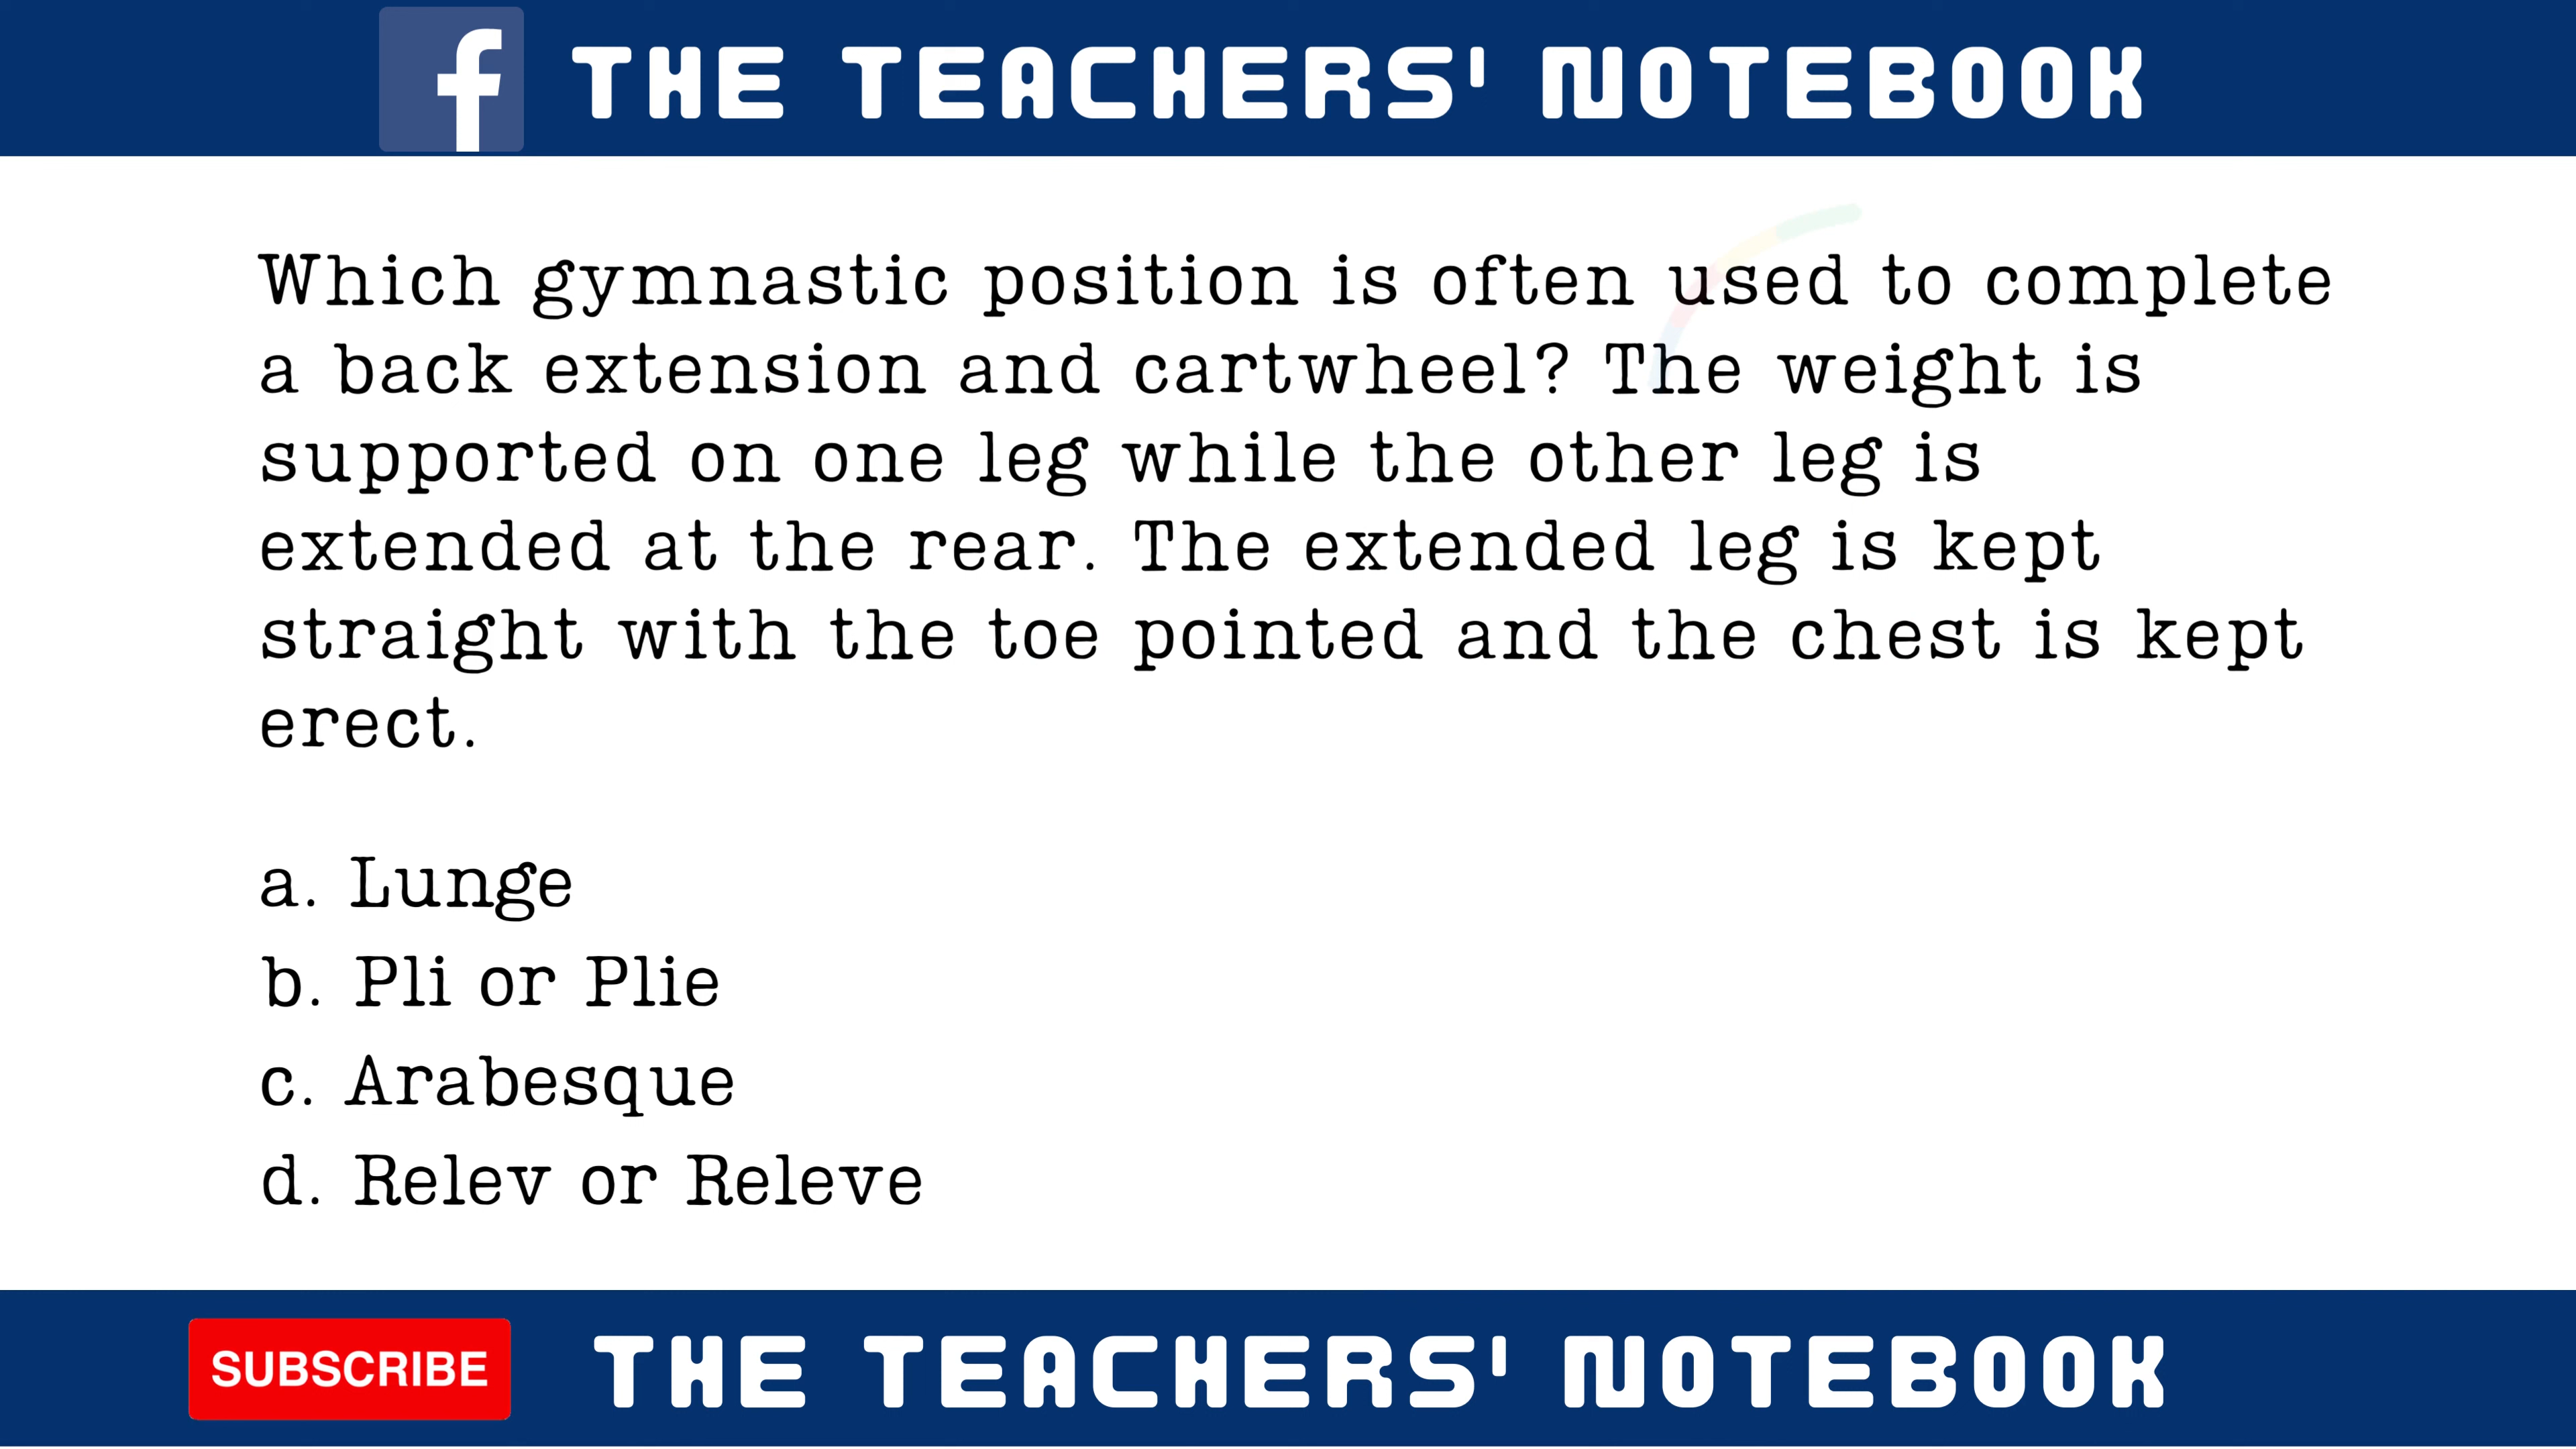 f THE TEACHERS' NOTEBOOK
Which gymnastic position is often used to complete
a back extension and cartwheel? The weight is
supported on one leg while the other leg is
extended at the rear. The extended leg is kept
straight with the toe pointed and the chest is kept
erect.
a. Lunge
b. Pli or Plie
c. Arabesque
d. Relev or Releve
SUBSCRIBE THE TEACHERS' NOTEBOOK